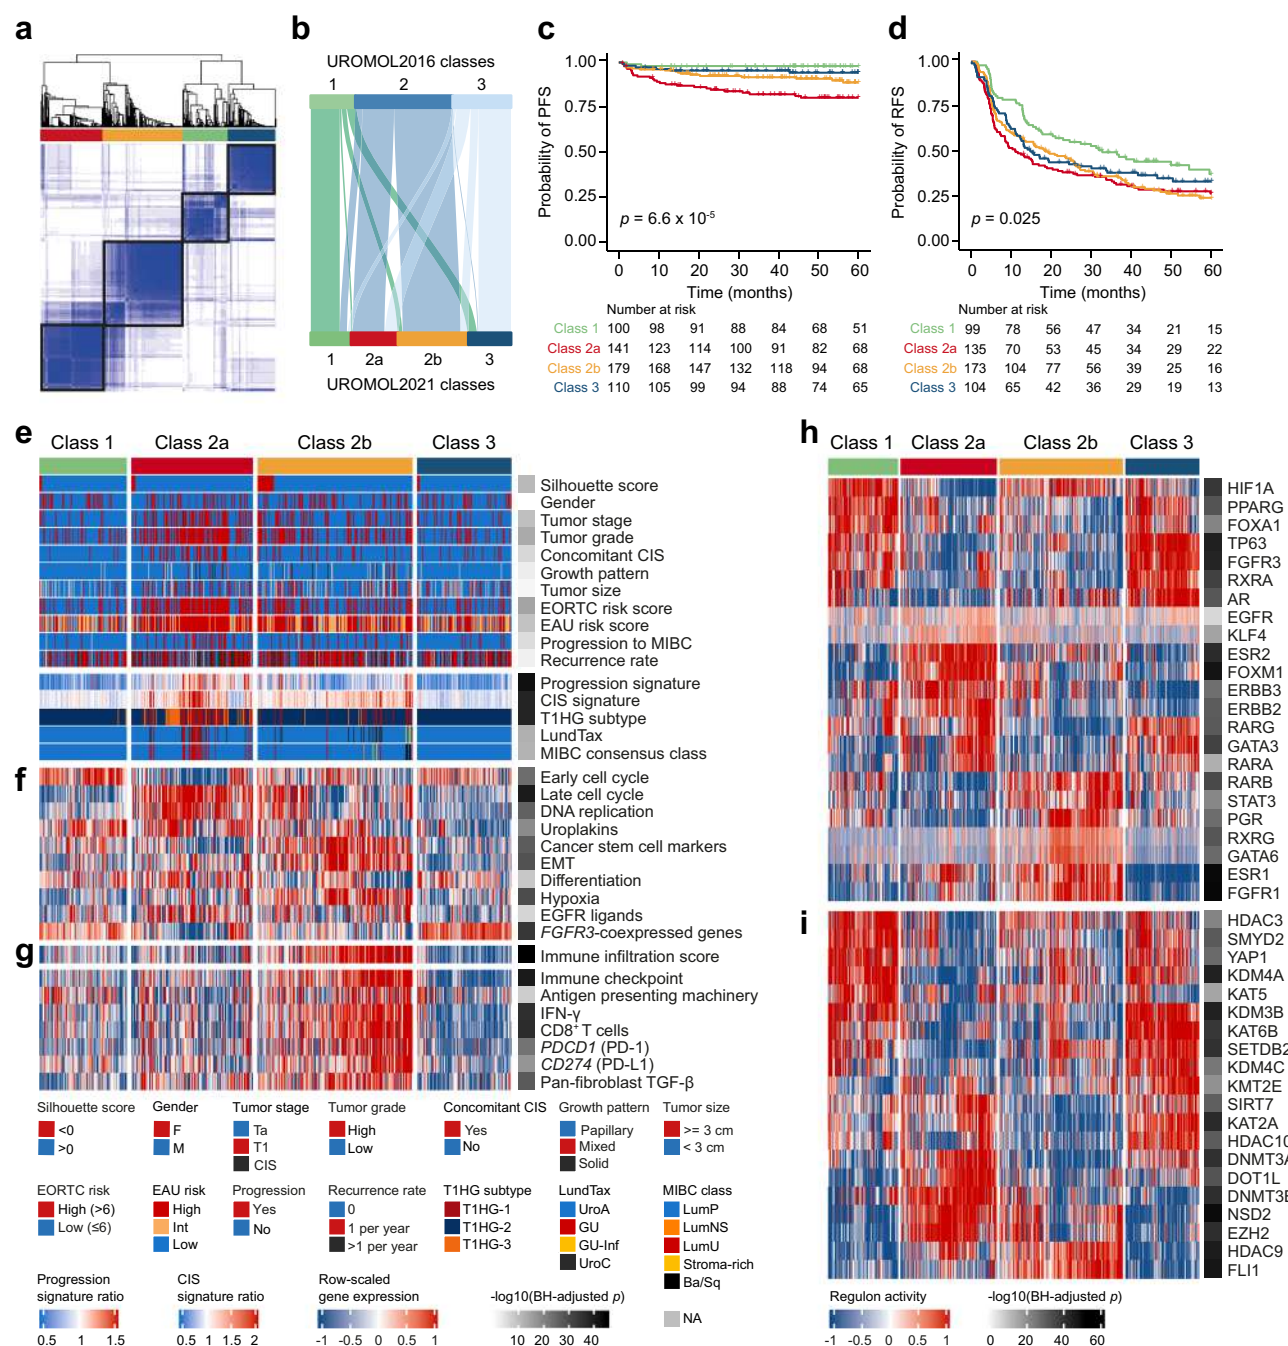 a
b
UROMOL2016 classes
1 2 3
1 2a 2b 3
UROMOL2021 classes
c
Probability of PFS
1.00
0.75
0.50
0.25
0.00
p = 6.6 x 10-5
0 10 20 30 40 50 60
Time (months)
Number at risk
Class 1 100 98 91 88 84 68 51
Class 2a 141 123 114 100 91 82 68
Class 2b 179 168 147 132 118 94 68
Class 3 110 105 99 94 88 74 65
d
Probability of RFS
1.00
0.75
0.50
0.25
0.00
p = 0.025
0 10 20 30 40 50 60
Time (months)
Number at risk
Class 1 99 78 56 47 34 21 15
Class 2a 135 70 53 45 34 29 22
Class 2b 173 104 77 56 39 25 16
Class 3 104 65 42 36 29 19 13
e
Class 1 Class 2a Class 2b Class 3
Silhouette score
Gender
Tumor stage
Tumor grade
Concomitant CIS
Growth pattern
Tumor size
EORTC risk score
EAU risk score
Progression to MIBC
Recurrence rate
Progression signature
CIS signature
T1HG subtype
LundTax
MIBC consensus class
f
Early cell cycle
Late cell cycle
DNA replication
Uroplakins
Cancer stem cell markers
EMT
Differentiation
Hypoxia
EGFR ligands
FGFR3-coexpressed genes
g
Immune infiltration score
Immune checkpoint
Antigen presenting machinery
IFN-γ
CD8+ T cells
PDCD1 (PD-1)
CD274 (PD-L1)
Pan-fibroblast TGF-β
Silhouette score
<0
>0
Gender
F
M
Tumor stage
Ta
T1
CIS
Tumor grade
High
Low
Concomitant CIS
Yes
No
Growth pattern
Papillary
Mixed
Solid
Tumor size
>= 3 cm
< 3 cm
EORTC risk
High (>6)
Low (≤6)
EAU risk
High
Int
Low
Progression
Yes
No
Recurrence rate
0
1 per year
>1 per year
T1HG subtype
T1HG-1
T1HG-2
T1HG-3
LundTax
UroA
GU
GU-Inf
UroC
MIBC class
LumP
LumNS
LumU
Stroma-rich
Ba/Sq
NA
Progression
signature ratio
0.5 1 1.5
CIS
signature ratio
0.5 1 1.5 2
Row-scaled
gene expression
-1 -0.5 0 0.5 1
-log10(BH-adjusted p)
10 20 30 40
h
Class 1 Class 2a Class 2b Class 3
HIF1A
PPARG
FOXA1
TP63
FGFR3
RXRA
AR
EGFR
KLF4
ESR2
FOXM1
ERBB3
ERBB2
RARG
GATA3
RARA
RARB
STAT3
PGR
RXRG
GATA6
ESR1
FGFR1
i
HDAC3
SMYD2
YAP1
KDM4A
KAT5
KDM3B
KAT6B
SETDB2
KDM4C
KMT2E
SIRT7
KAT2A
HDAC10
DNMT3A
DOT1L
DNMT3B
NSD2
EZH2
HDAC9
FLI1
Regulon activity
-1 -0.5 0 0.5 1
-log10(BH-adjusted p)
0 20 40 60